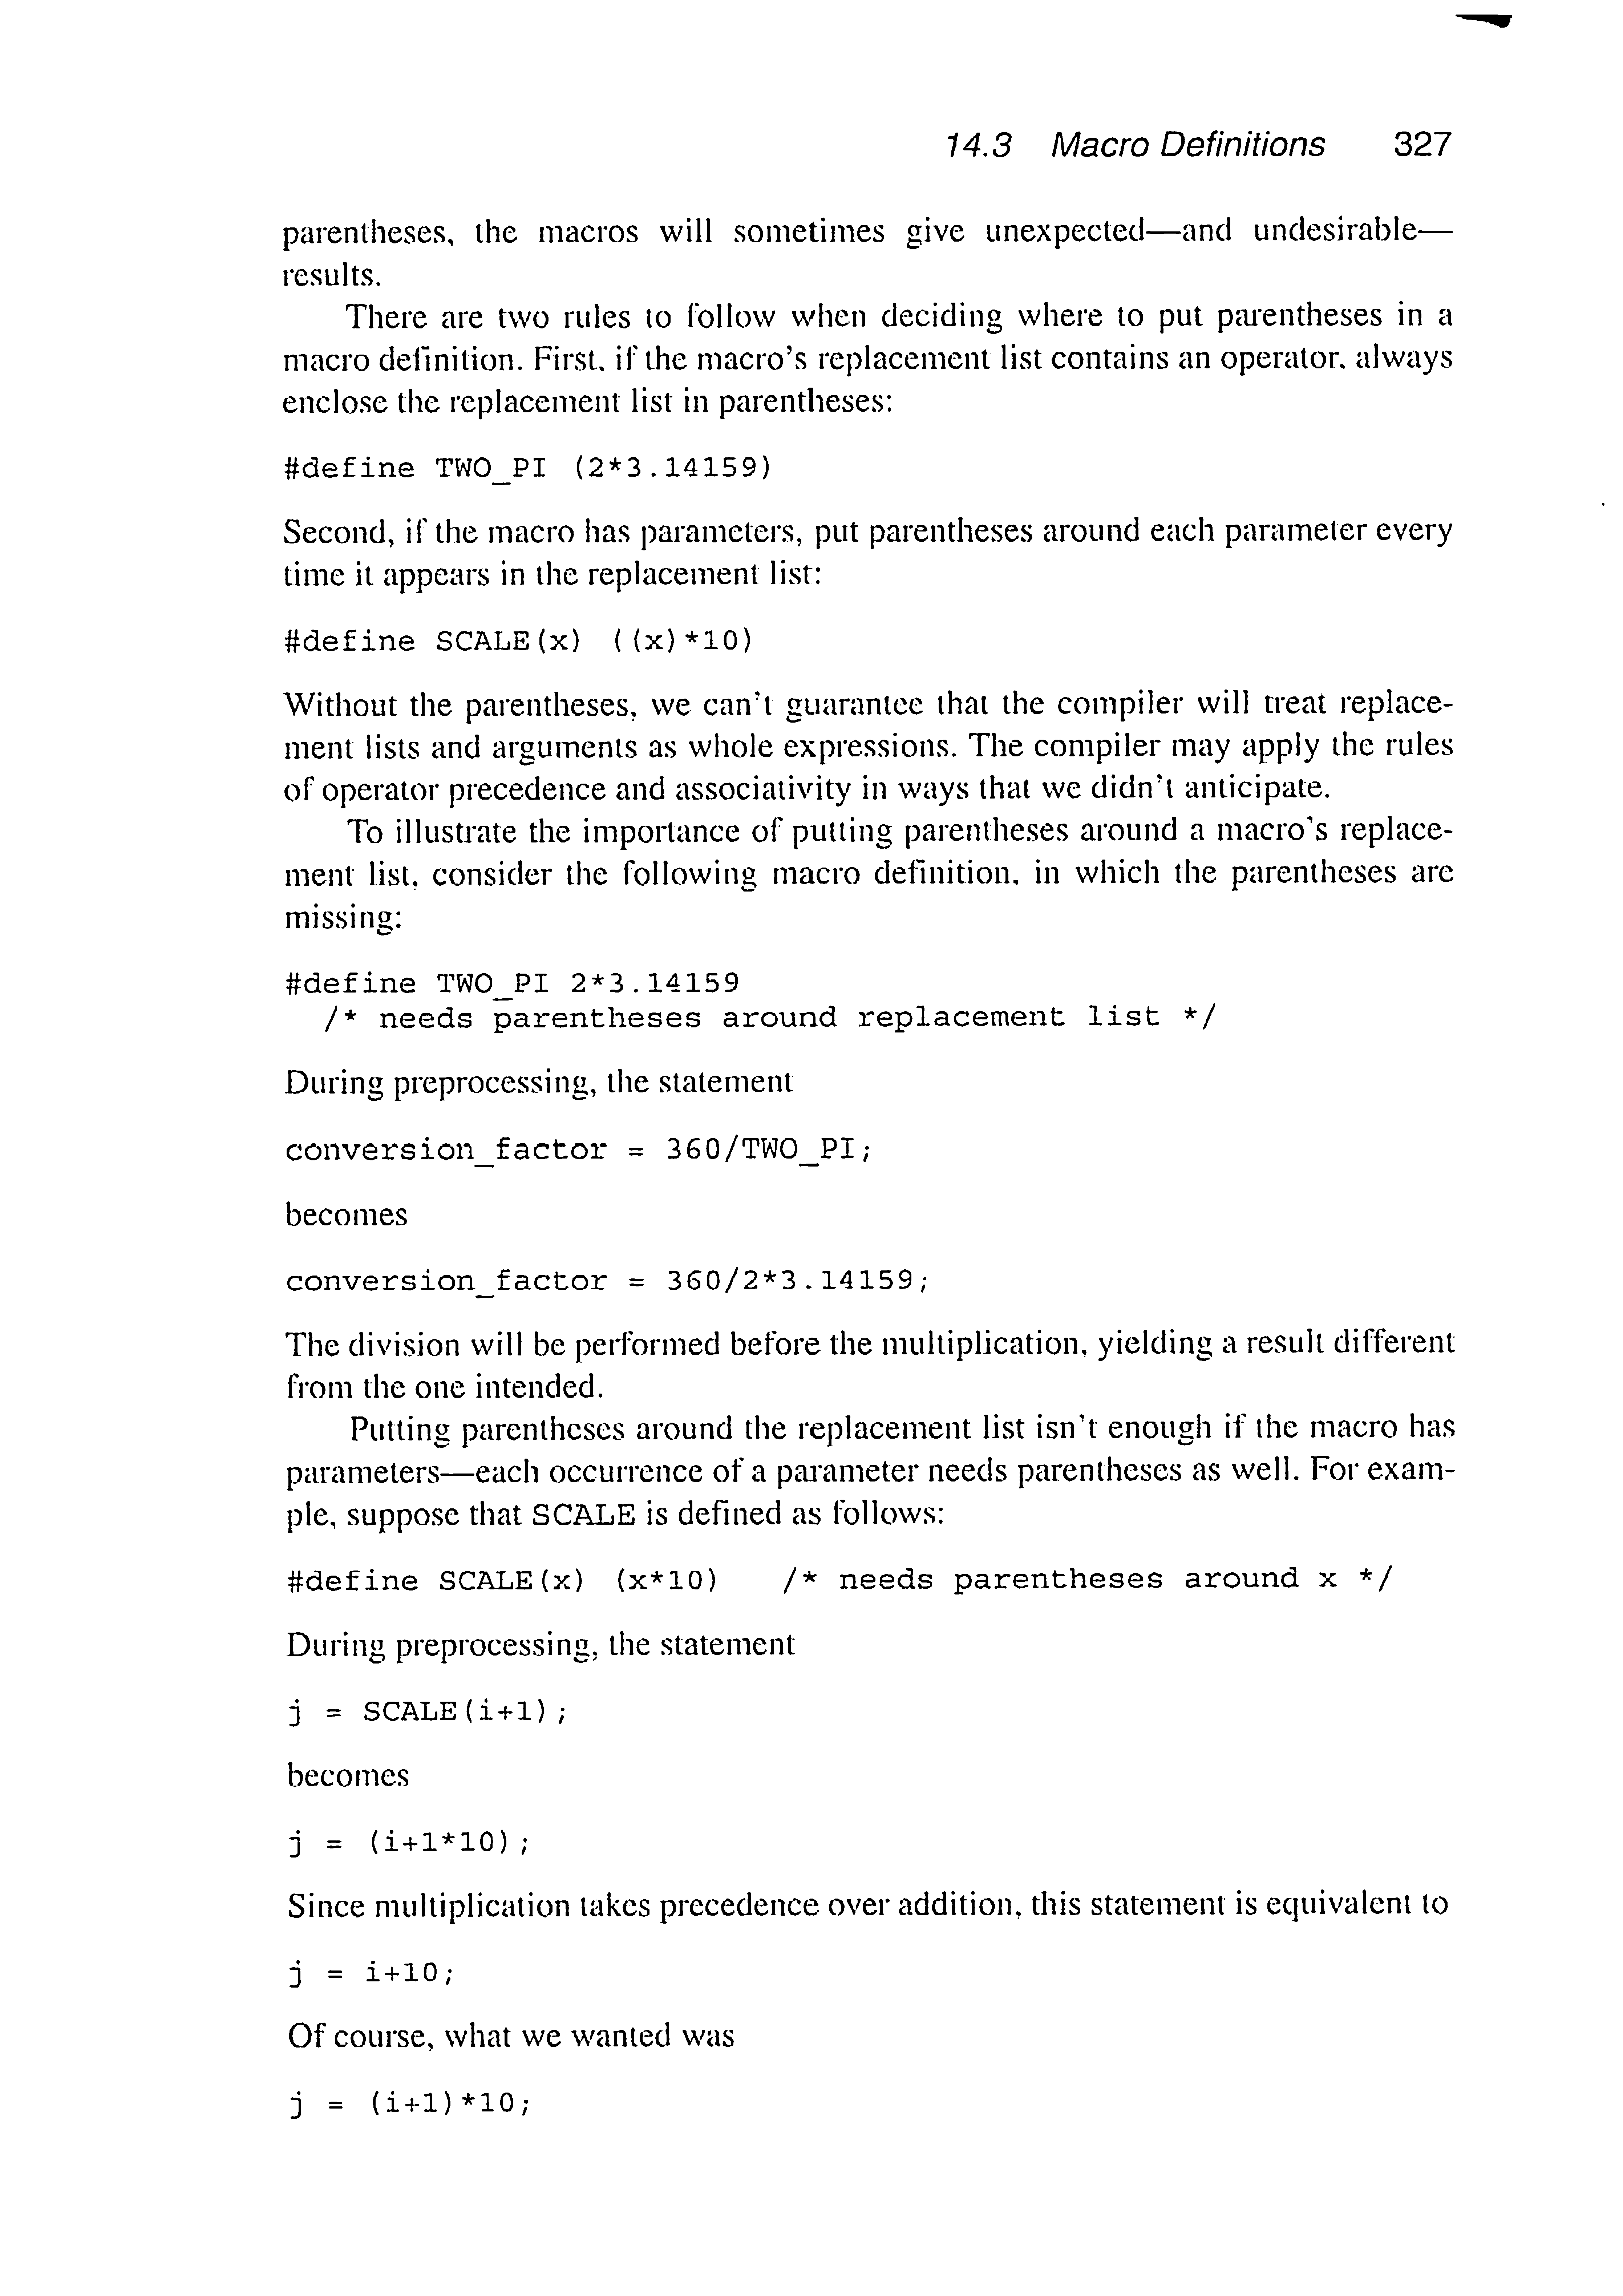 14.3 Macro Definitions 327
parentheses, the macros will sometimes give unexpected—and undesirable—
results.
There are two rules to follow when deciding where to put parentheses in a
macro definition. First, if the macro's replacement list contains an operator, always
enclose the replacement list in parentheses:
#define TWO_PI (2*3.14159)
Second, if the macro has parameters, put parentheses around each parameter every
time it appears in the replacement list:
#define SCALE(x) ((x)*10)
Without the parentheses, we can't guarantee that the compiler will treat replace-
ment lists and arguments as whole expressions. The compiler may apply the rules
of operator precedence and associativity in ways that we didn't anticipate.
To illustrate the importance of putting parentheses around a macro's replace-
ment list, consider the following macro definition, in which the parentheses are
missing:
#define TWO_PI 2*3.14159
/* needs parentheses around replacement list */
During preprocessing, the statement
conversion_factor = 360/TWO_PI;
becomes
conversion_factor = 360/2*3.14159;
The division will be performed before the multiplication, yielding a result different
from the one intended.
Putting parentheses around the replacement list isn't enough if the macro has
parameters—each occurrence of a parameter needs parentheses as well. For exam-
ple, suppose that SCALE is defined as follows:
#define SCALE(x) (x*10) /* needs parentheses around x */
During preprocessing, the statement
j = SCALE(i+1);
becomes
j = (i+1*10);
Since multiplication takes precedence over addition, this statement is equivalent to
j = i+10;
Of course, what we wanted was
j = (i+1)*10;